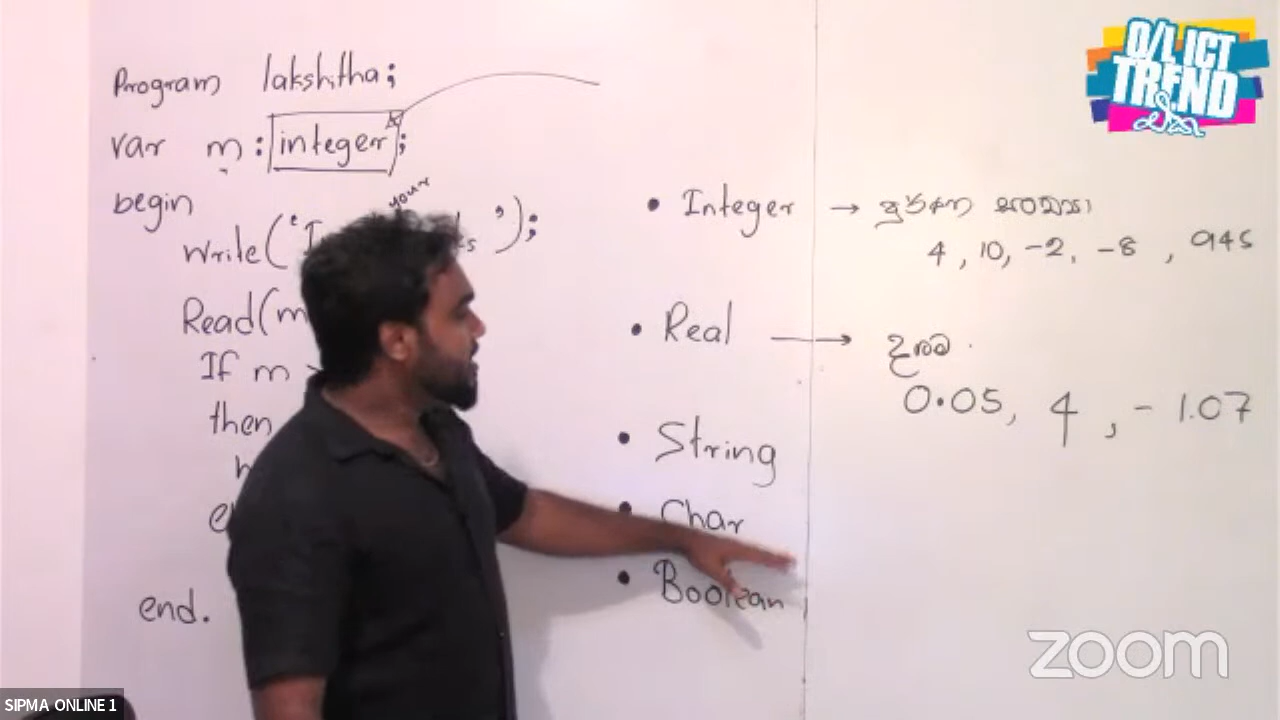 Program lakshitha;
var m : integer ;
begin
your
Write('I ks ');
Read(m
If m
then
end.
• Integer → පූර්ණ සංඛ්‍යා
4 , 10, -2, -8 , 945
• Real → දශම
0.05, 4 , - 1.07
• String
• Char
• Boolean
O/L ICT
TREND
zoom
SIPMA ONLINE 1